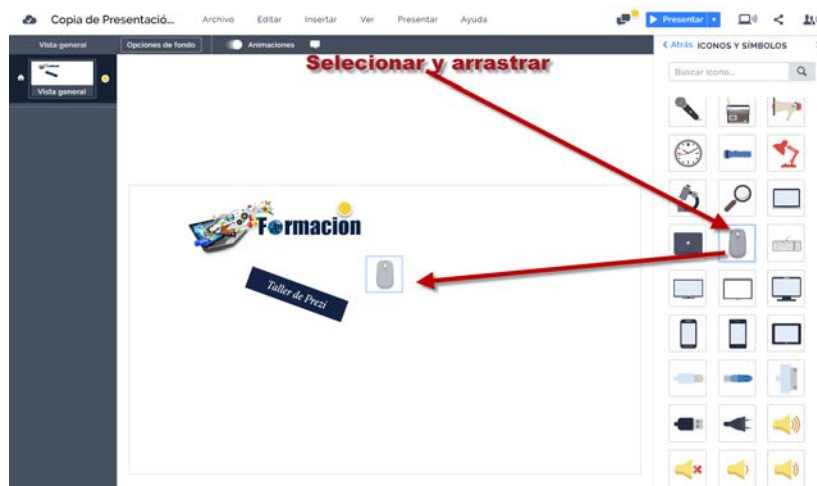 Copia de Presentació... Archivo Editar Insertar Ver Presentar Ayuda Presentar
Vista general Opciones de fondo Animaciones Atrás ICONOS Y SÍMBOLOS
Selecionar y arrastrar
Buscar icono...
Vista general
Formacion
Taller de Prezi